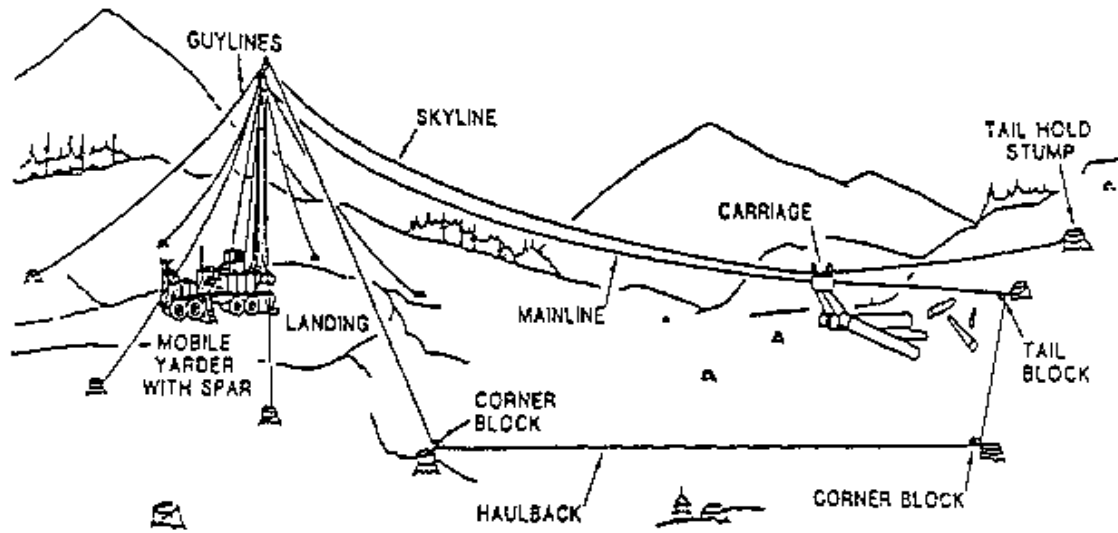 GUYLINES
SKYLINE
TAIL HOLD
STUMP
CARRIAGE
MAINLINE
LANDING
MOBILE
YARDER
WITH SPAR
TAIL
BLOCK
CORNER
BLOCK
HAULBACK
CORNER BLOCK